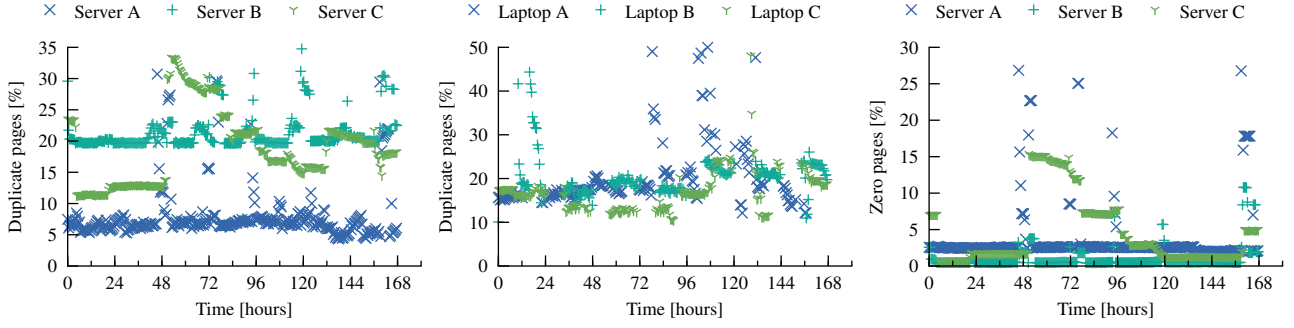 Server A Server B Server C
Duplicate pages [%]
35
30
25
20
15
10
5
0
0 24 48 72 96 120 144 168
Time [hours]
Laptop A Laptop B Laptop C
Duplicate pages [%]
50
40
30
20
10
0
0 24 48 72 96 120 144 168
Time [hours]
Server A Server B Server C
Zero pages [%]
30
25
20
15
10
5
0
0 24 48 72 96 120 144 168
Time [hours]